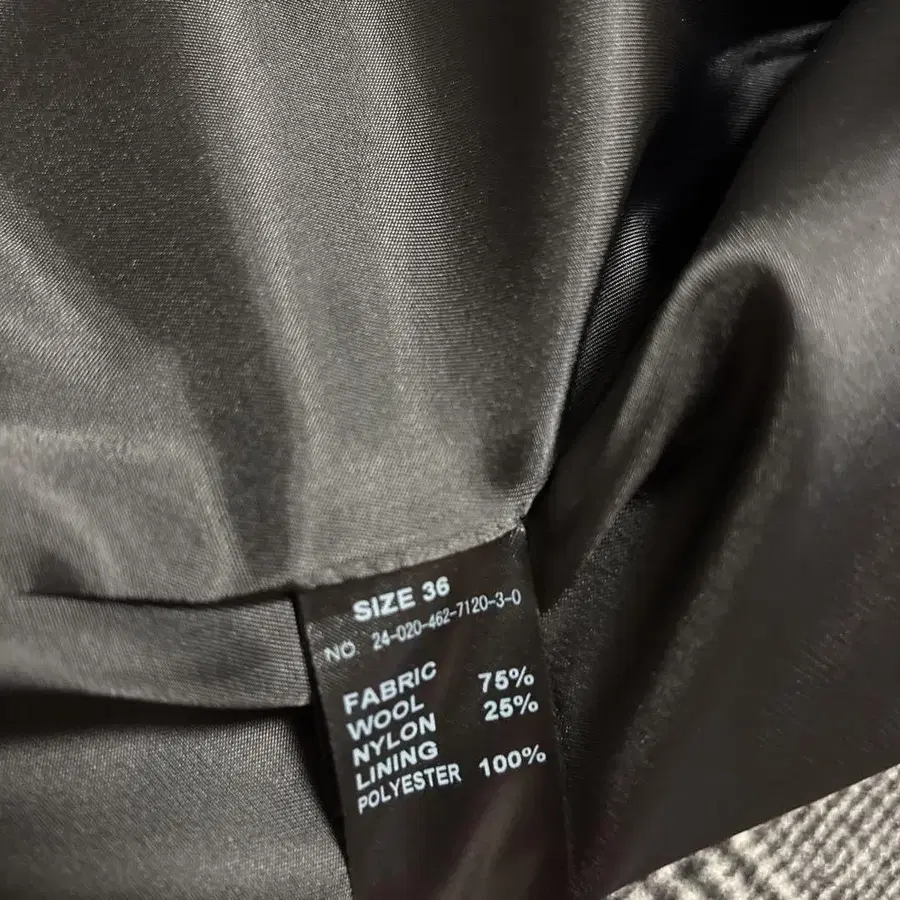 SIZE 36
NO. 24-020-462-7120-3-0
FABRIC
WOOL 75%
NYLON 25%
LINING
POLYESTER 100%